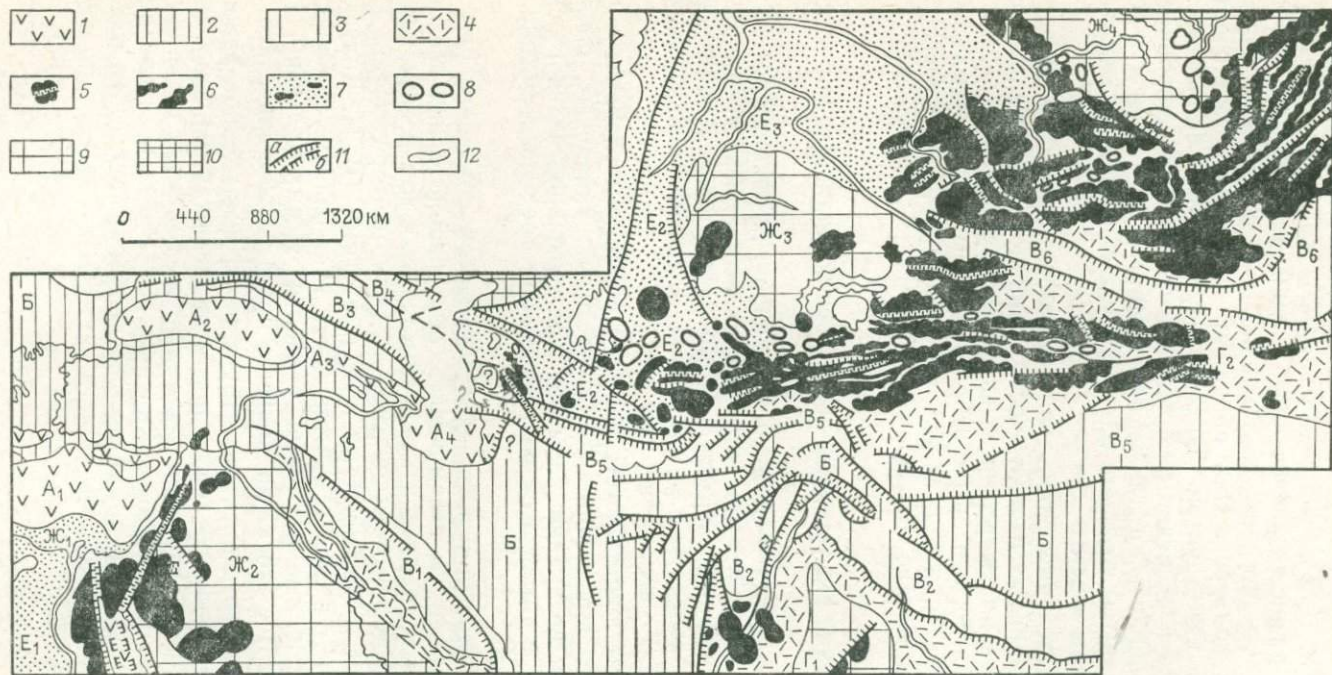 1 2 3 4
5 6 7 8
9 а б 10 11 12
0 440 880 1320 км
Ж₄
Е₃
Е₂
Ж₃
В₆
В₆
Б
В₄
В₃
А₂
А₃
Е₂
Г₂
Е₂
А₄
?
В₅
В₅
В₅
А₁
Б
Ж
Б
Б
Ж₂
В₁
В₂
В₂
Е₁
Г₁